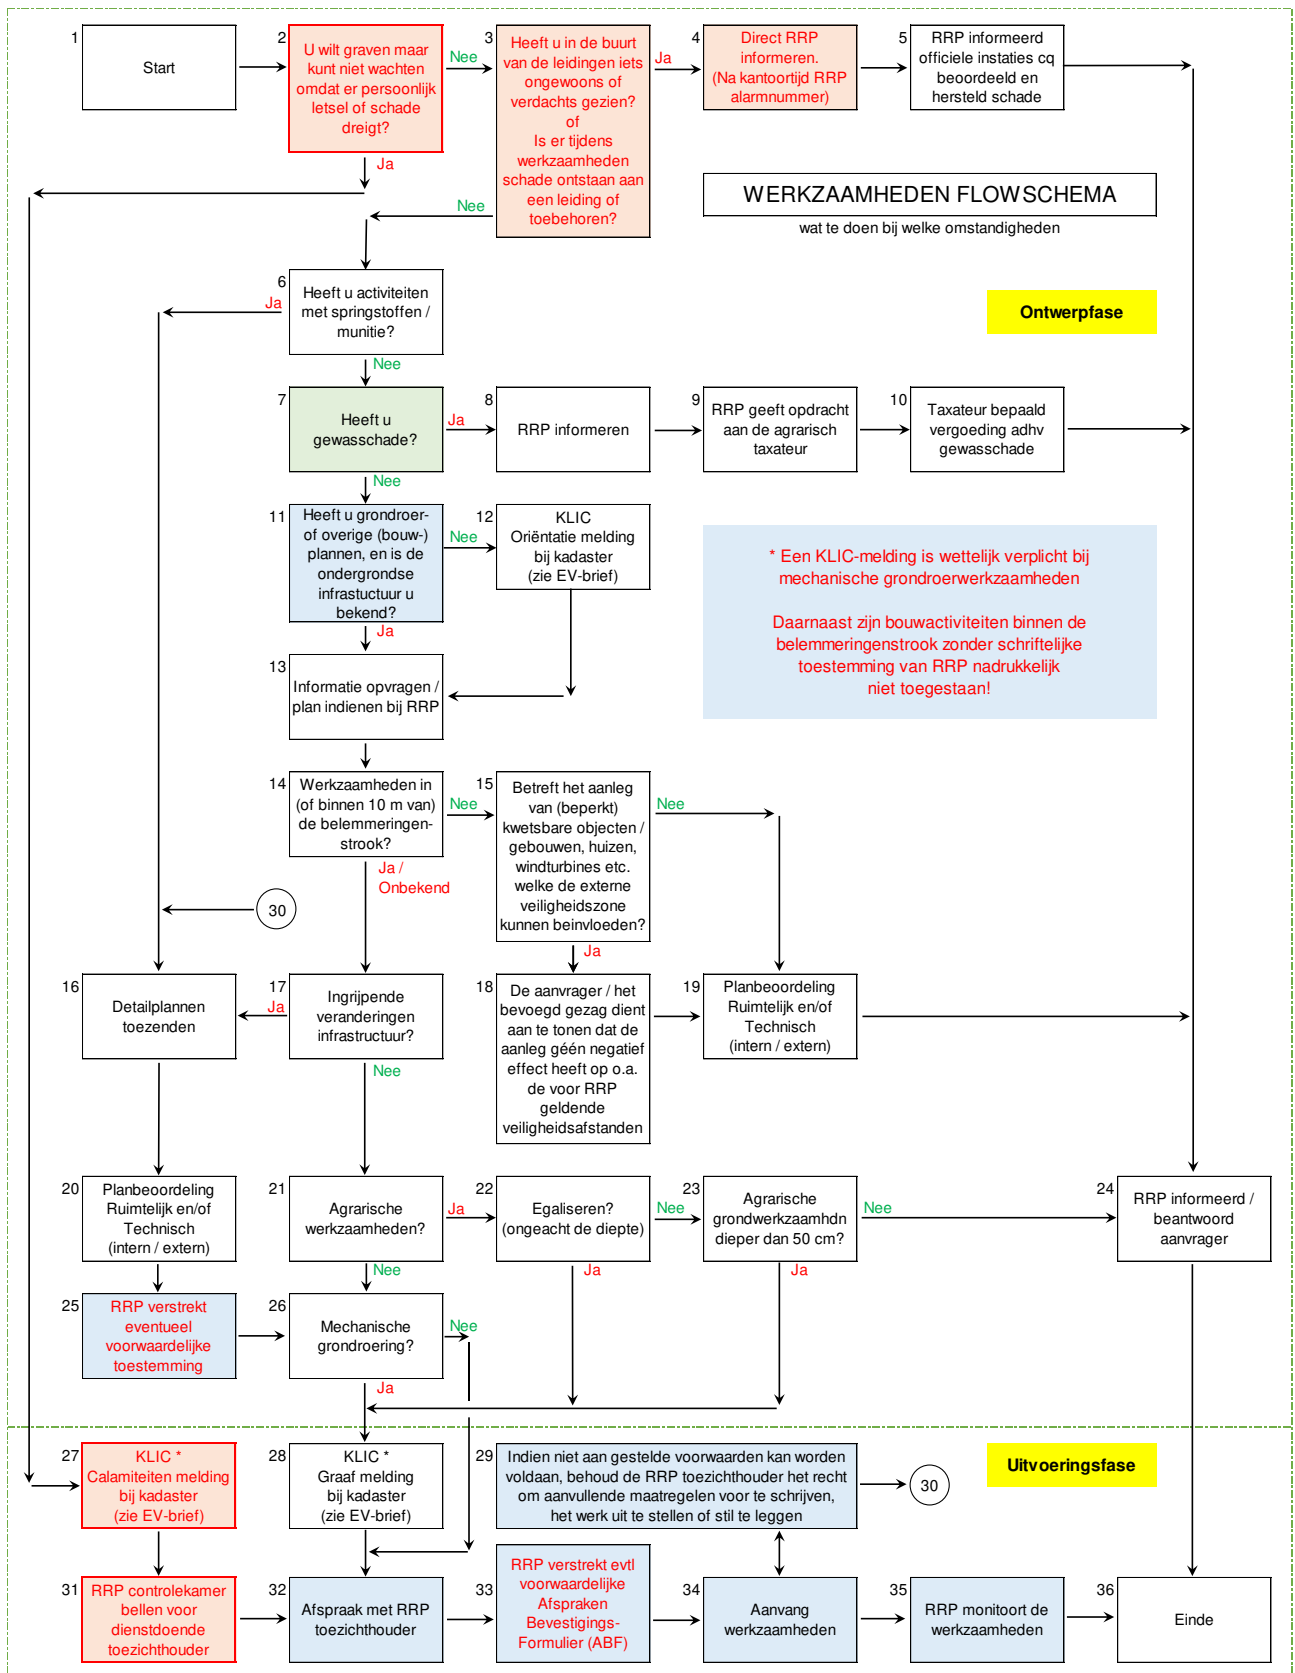 1
Start
2
U wilt graven maar
kunt niet wachten
omdat er persoonlijk
letsel of schade
dreigt?
Nee
Ja
3
Heeft u in de buurt
van de leidingen iets
ongewoons of
verdachts gezien?
of
Is er tijdens
werkzaamheden
schade ontstaan aan
een leiding of
toebehoren?
Ja
Nee
4
Direct RRP
informeren.
(Na kantoortijd RRP
alarmnummer)
5
RRP informeerd
officiele instaties cq
beoordeeld en
hersteld schade
WERKZAAMHEDEN FLOWSCHEMA
wat te doen bij welke omstandigheden
6
Heeft u activiteiten
met springstoffen /
munitie?
Ja
Nee
Ontwerpfase
7
Heeft u
gewasschade?
Ja
Nee
8
RRP informeren
9
RRP geeft opdracht
aan de agrarisch
taxateur
10
Taxateur bepaald
vergoeding adhv
gewasschade
11
Heeft u grondroer-
of overige (bouw-)
plannen, en is de
ondergrondse
infrastuctuur u
bekend?
Nee
Ja
12
KLIC
Oriëntatie melding
bij kadaster
(zie EV-brief)
* Een KLIC-melding is wettelijk verplicht bij
mechanische grondroerwerkzaamheden
Daarnaast zijn bouwactiviteiten binnen de
belemmeringenstrook zonder schriftelijke
toestemming van RRP nadrukkelijk
niet toegestaan!
13
Informatie opvragen /
plan indienen bij RRP
14
Werkzaamheden in
(of binnen 10 m van)
de belemmeringen-
strook?
Nee
Ja /
Onbekend
15
Betreft het aanleg
van (beperkt)
kwetsbare objecten /
gebouwen, huizen,
windturbines etc.
welke de externe
veiligheidszone
kunnen beinvloeden?
Nee
Ja
30
16
Detailplannen
toezenden
17
Ingrijpende
veranderingen
infrastructuur?
Ja
Nee
18
De aanvrager / het
bevoegd gezag dient
aan te tonen dat de
aanleg géén negatief
effect heeft op o.a.
de voor RRP
geldende
veiligheidsafstanden
19
Planbeoordeling
Ruimtelijk en/of
Technisch
(intern / extern)
20
Planbeoordeling
Ruimtelijk en/of
Technisch
(intern / extern)
21
Agrarische
werkzaamheden?
Ja
Nee
22
Egaliseren?
(ongeacht de diepte)
Nee
Ja
23
Agrarische
grondwerkzaamhdn
dieper dan 50 cm?
Nee
Ja
24
RRP informeerd /
beantwoord
aanvrager
25
RRP verstrekt
eventueel
voorwaardelijke
toestemming
26
Mechanische
grondroering?
Nee
Ja
27
KLIC *
Calamiteiten melding
bij kadaster
(zie EV-brief)
28
KLIC *
Graaf melding
bij kadaster
(zie EV-brief)
29
Indien niet aan gestelde voorwaarden kan worden
voldaan, behoud de RRP toezichthouder het recht
om aanvullende maatregelen voor te schrijven,
het werk uit te stellen of stil te leggen
30
Uitvoeringsfase
31
RRP controlekamer
bellen voor
dienstdoende
toezichthouder
32
Afspraak met RRP
toezichthouder
33
RRP verstrekt evtl
voorwaardelijke
Afspraken
Bevestigings-
Formulier (ABF)
34
Aanvang
werkzaamheden
35
RRP monitoort de
werkzaamheden
36
Einde